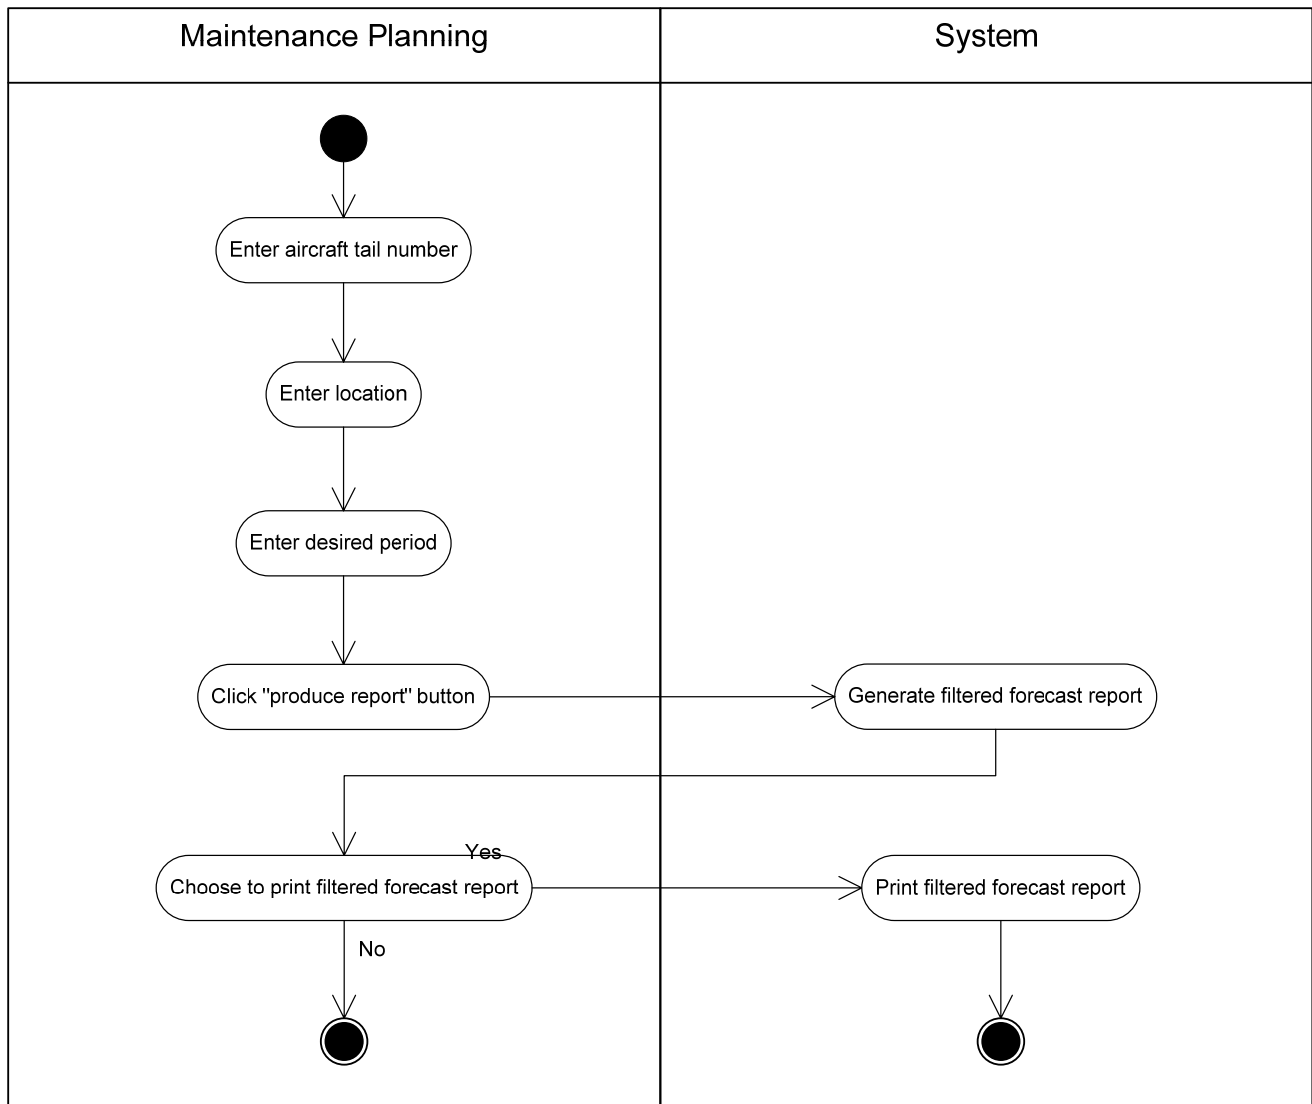 Maintenance Planning
System
Enter aircraft tail number
Enter location
Enter desired period
Click "produce report" button
Generate filtered forecast report
Yes
Choose to print filtered forecast report
Print filtered forecast report
No